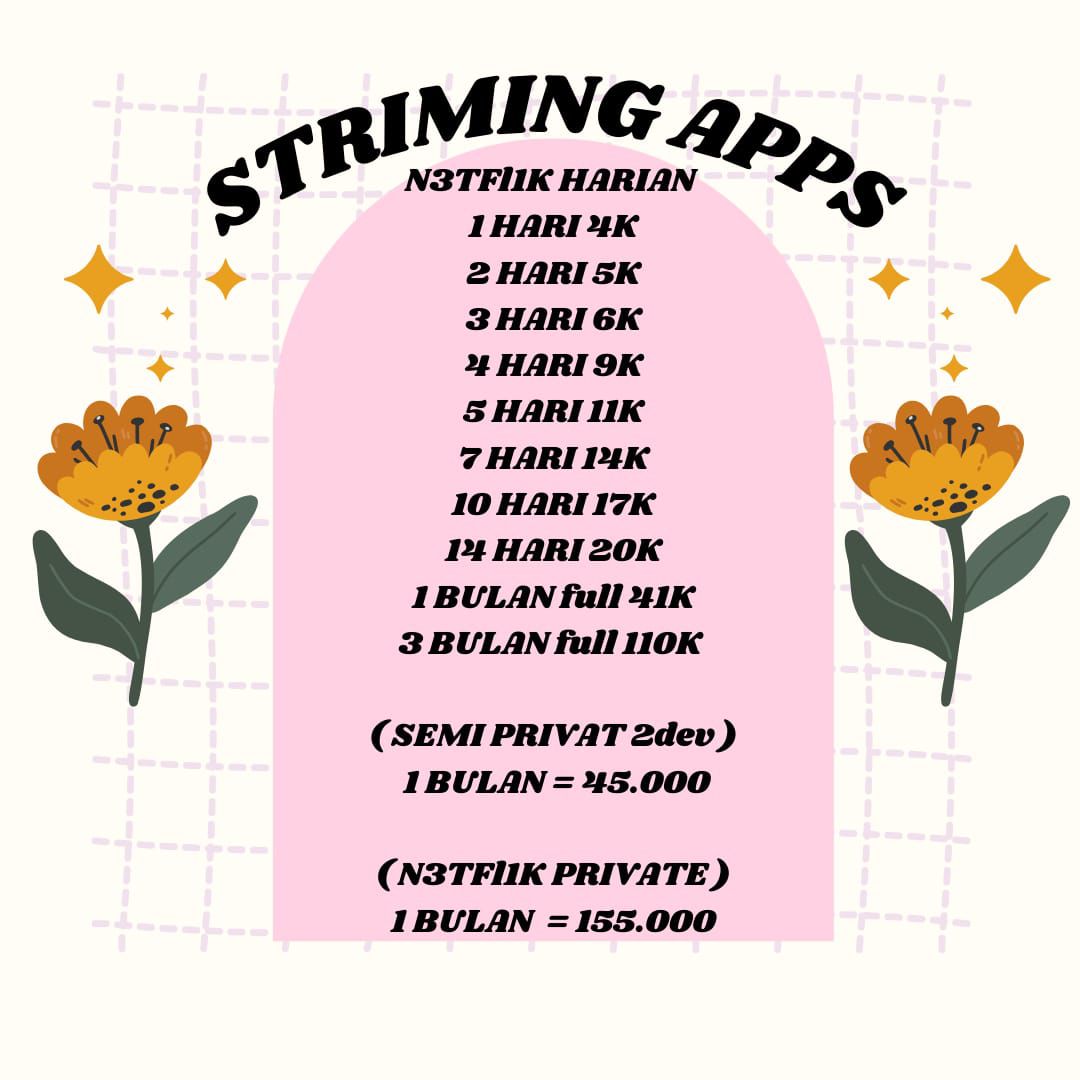 STRIMING APPS
N3TFl1K HARIAN
1 HARI 4K
2 HARI 5K
3 HARI 6K
4 HARI 9K
5 HARI 11K
7 HARI 14K
10 HARI 17K
14 HARI 20K
1 BULAN full 41K
3 BULAN full 110K
( SEMI PRIVAT 2dev )
1 BULAN = 45.000
( N3TFl1K PRIVATE )
1 BULAN = 155.000